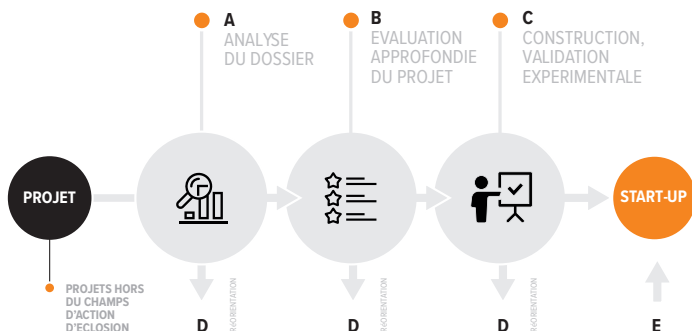 A
ANALYSE
DU DOSSIER
B
EVALUATION
APPROFONDIE
DU PROJET
C
CONSTRUCTION,
VALIDATION
EXPERIMENTALE
PROJET
START-UP
PROJETS HORS
DU CHAMPS
D'ACTION
D'ECLOSION
D
RéORIENTATION
D
RéORIENTATION
D
RéORIENTATION
E